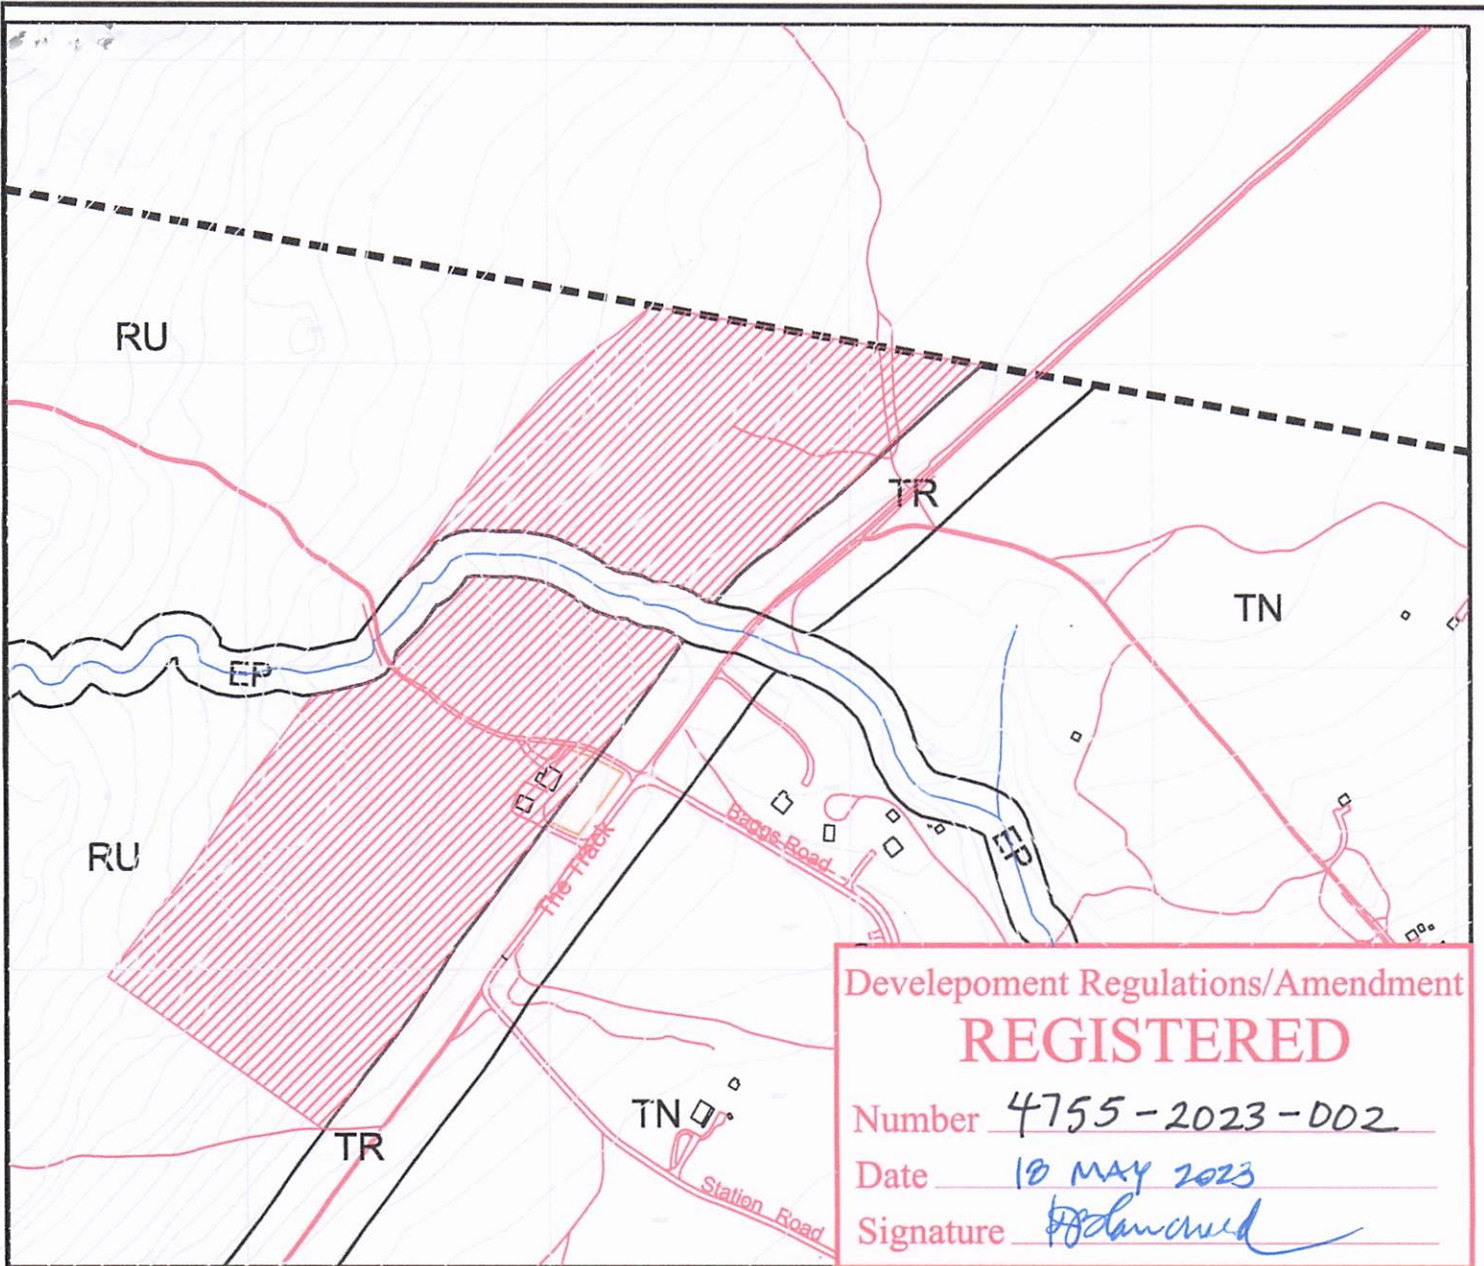 RU
TR
TN
EP
RU
Baggs Road
The Track
EP
TN
TR
Station Road
Develepoment Regulations/Amendment
REGISTERED
Number 4755-2023-002
Date 18 MAY 2023
Signature